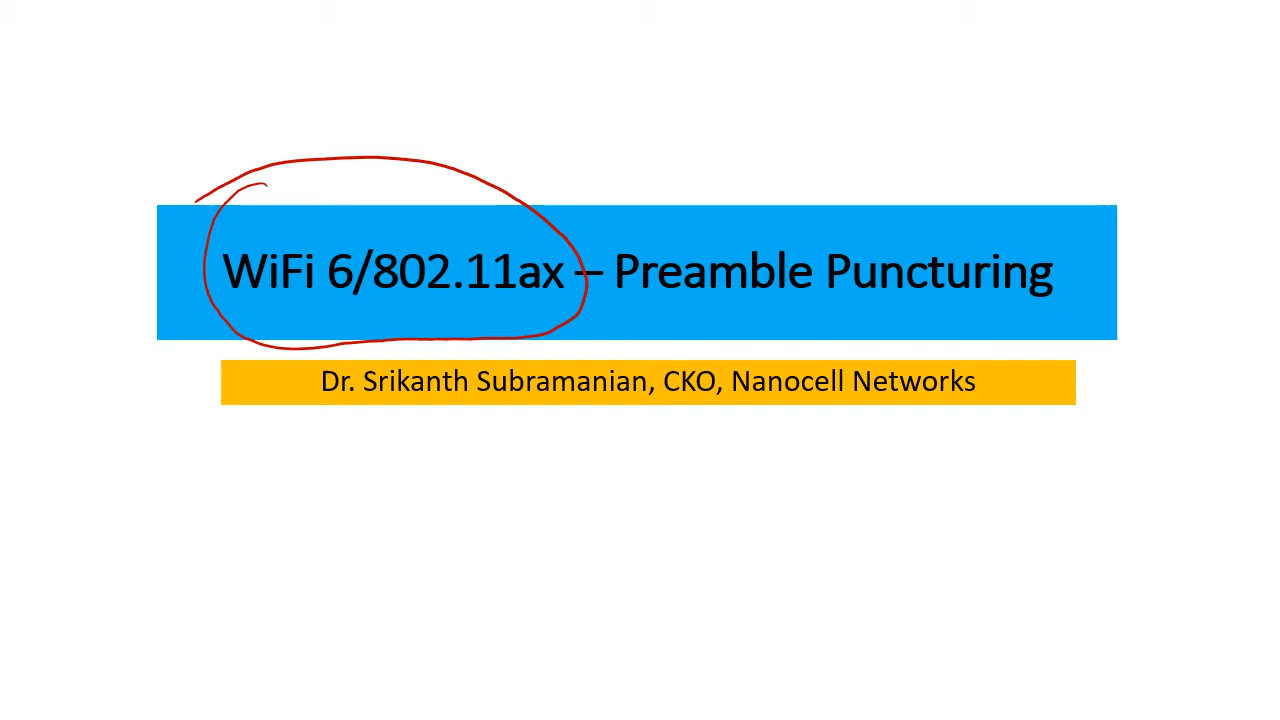 WiFi 6/802.11ax – Preamble Puncturing
Dr. Srikanth Subramanian, CKO, Nanocell Networks